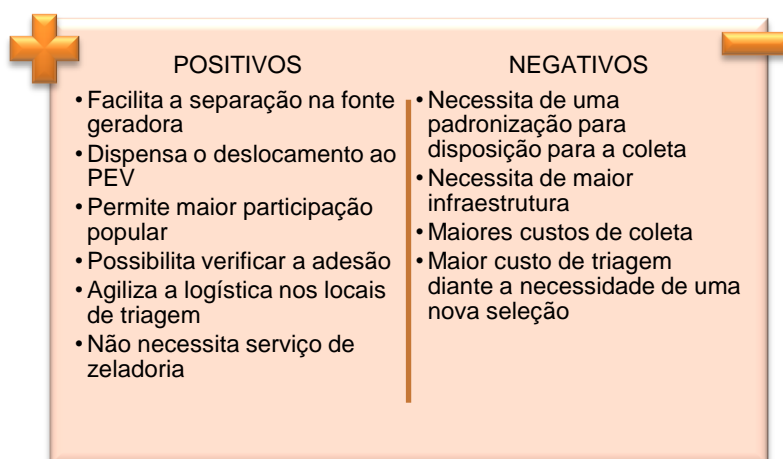 POSITIVOS
• Facilita a separação na fonte
geradora
• Dispensa o deslocamento ao
PEV
• Permite maior participação
popular
• Possibilita verificar a adesão
• Agiliza a logística nos locais
de triagem
• Não necessita serviço de
zeladoria
NEGATIVOS
• Necessita de uma
padronização para
disposição para a coleta
• Necessita de maior
infraestrutura
• Maiores custos de coleta
• Maior custo de triagem
diante a necessidade de uma
nova seleção